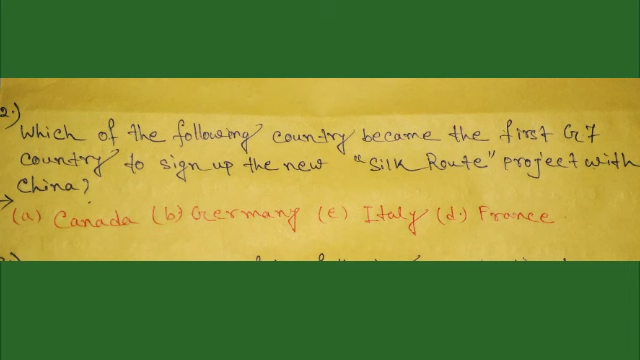 2.)
Which of the following country became the first G7
country to sign up the new "Silk Route" project with
China?
→
(a) Canada (b) Germany (c) Italy (d.) France